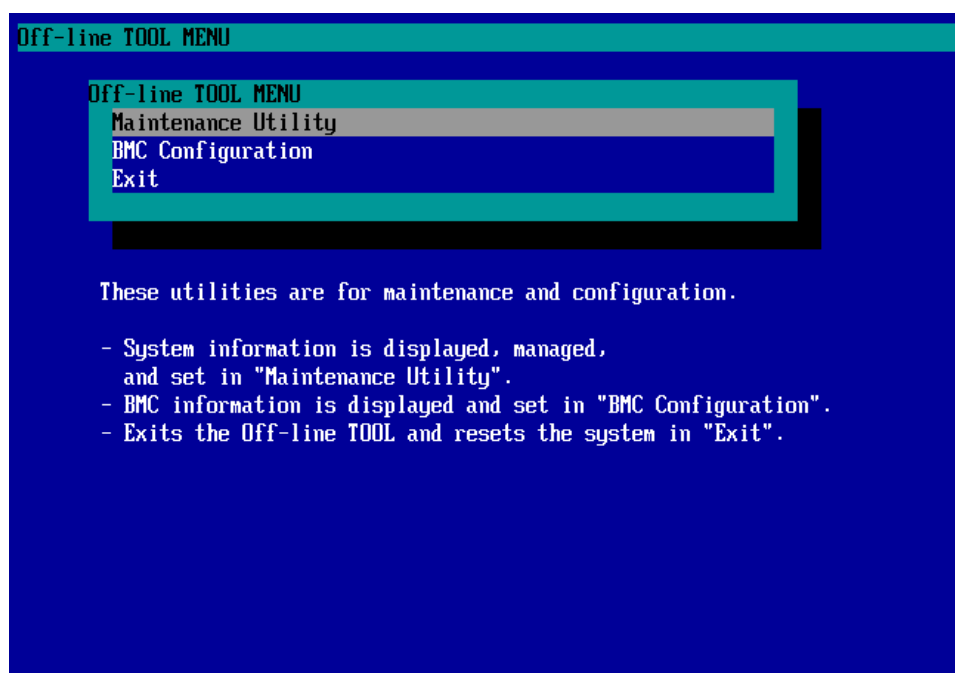 Off-line TOOL MENU
Off-line TOOL MENU
Maintenance Utility
BMC Configuration
Exit
These utilities are for maintenance and configuration.
- System information is displayed, managed,
and set in "Maintenance Utility".
- BMC information is displayed and set in "BMC Configuration".
- Exits the Off-line TOOL and resets the system in "Exit".